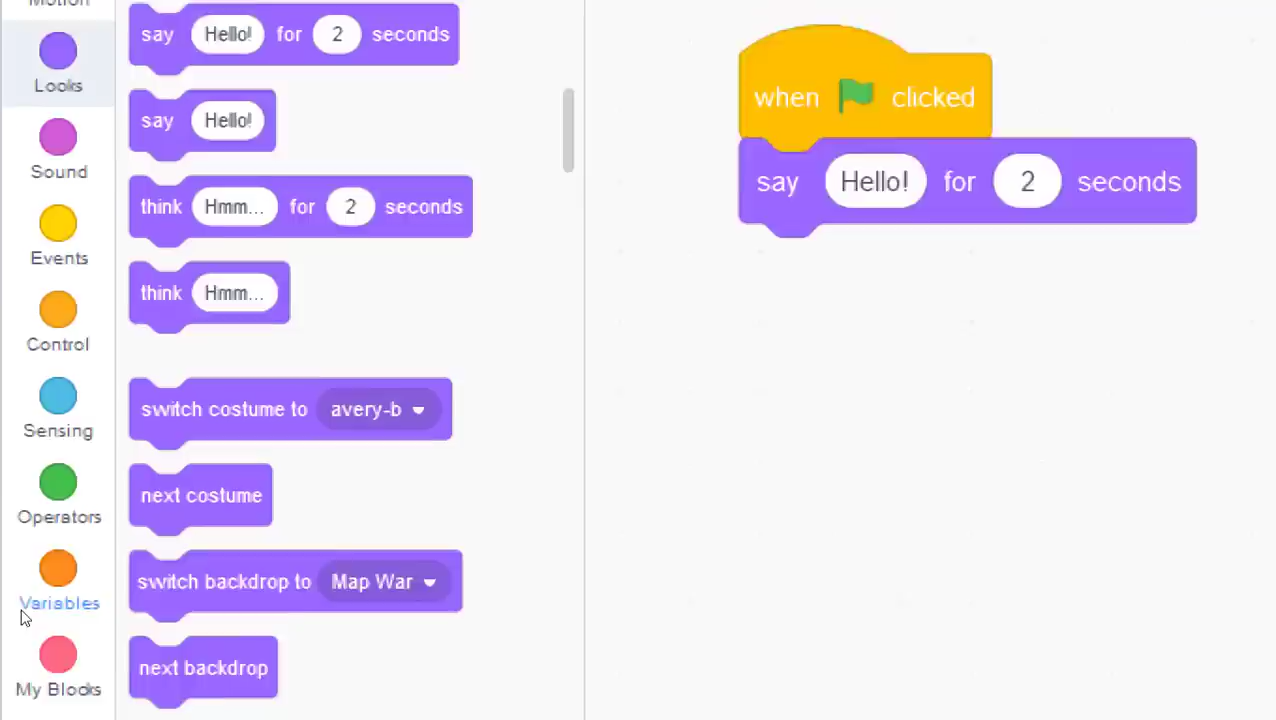 Motion
Looks
Sound
Events
Control
Sensing
Operators
Variables
My Blocks
say Hello! for 2 seconds
say Hello!
think Hmm... for 2 seconds
think Hmm...
switch costume to avery-b
next costume
switch backdrop to Map War
next backdrop
when clicked
say Hello! for 2 seconds